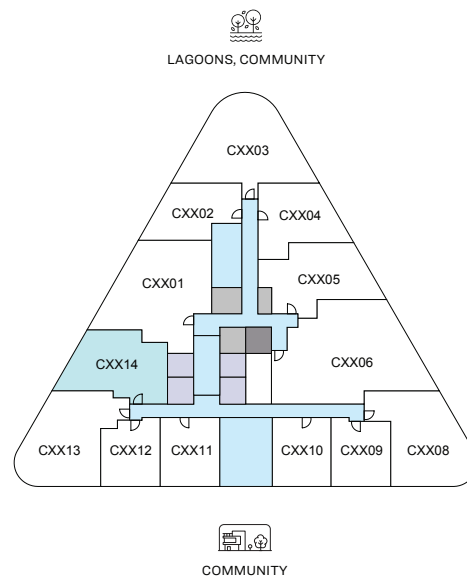 LAGOONS, COMMUNITY
CXX03
CXX02
CXX04
CXX01
CXX05
CXX14
CXX06
CXX13
CXX12
CXX11
CXX10
CXX09
CXX08
COMMUNITY